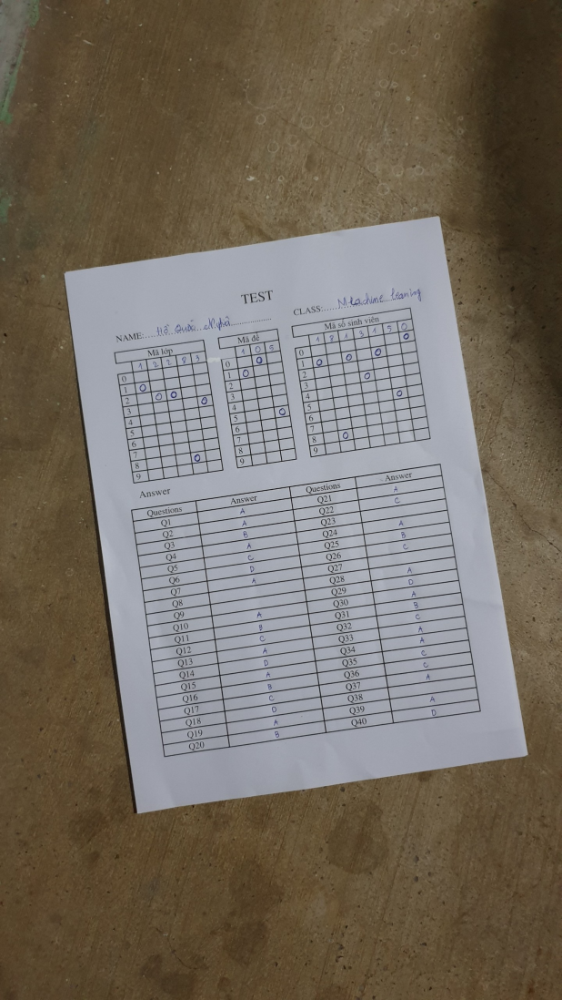 TEST
NAME:....Hồ Quốc Nghĩa....................
CLASS:......Machine learning
Mã lớp
1 2 2 8 3
0
1
2
3
4
5
6
7
8
9
Mã đề
1 0 5
0
1
2
3
4
5
6
7
8
9
Mã số sinh viên
1 8 1 3 1 5 0
0
1
2
3
4
5
6
7
8
9
Answer
Questions Answer Questions Answer
Q1 A Q21 A
Q2 A Q22 C
Q3 B Q23
Q4 A Q24 A
Q5 C Q25 B
Q6 D Q26 C
Q7 A Q27
Q8 Q28 A
Q9 Q29 D
Q10 A Q30 A
Q11 B Q31 B
Q12 C Q32 C
Q13 A Q33 A
Q14 D Q34 A
Q15 A Q35 C
Q16 B Q36 C
Q17 C Q37 A
Q18 D Q38
Q19 A Q39 A
Q20 B Q40 D